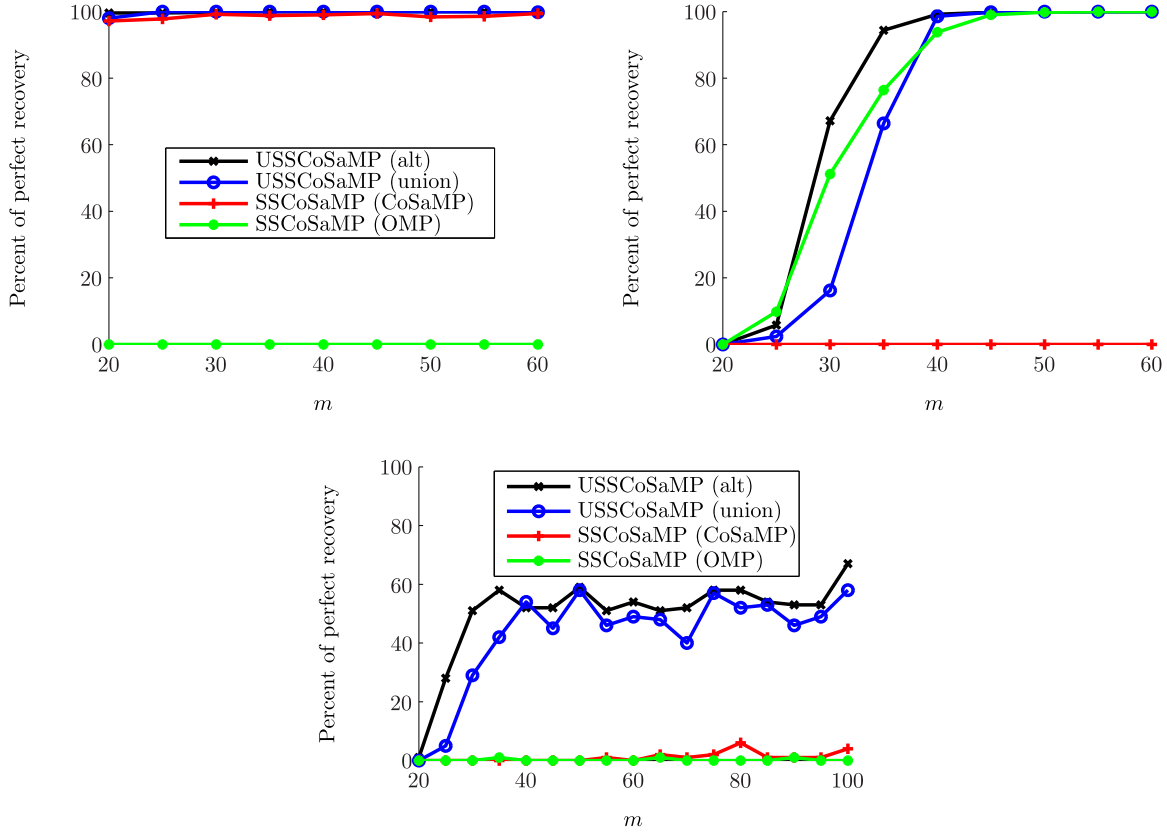 100
80
60
40
20
0
Percent of perfect recovery
USSCoSaMP (alt)
USSCoSaMP (union)
SSCoSaMP (CoSaMP)
SSCoSaMP (OMP)
20 30 40 50 60
m
100
80
60
40
20
0
Percent of perfect recovery
20 30 40 50 60
m
100
80
60
40
20
0
Percent of perfect recovery
USSCoSaMP (alt)
USSCoSaMP (union)
SSCoSaMP (CoSaMP)
SSCoSaMP (OMP)
20 40 60 80 100
m